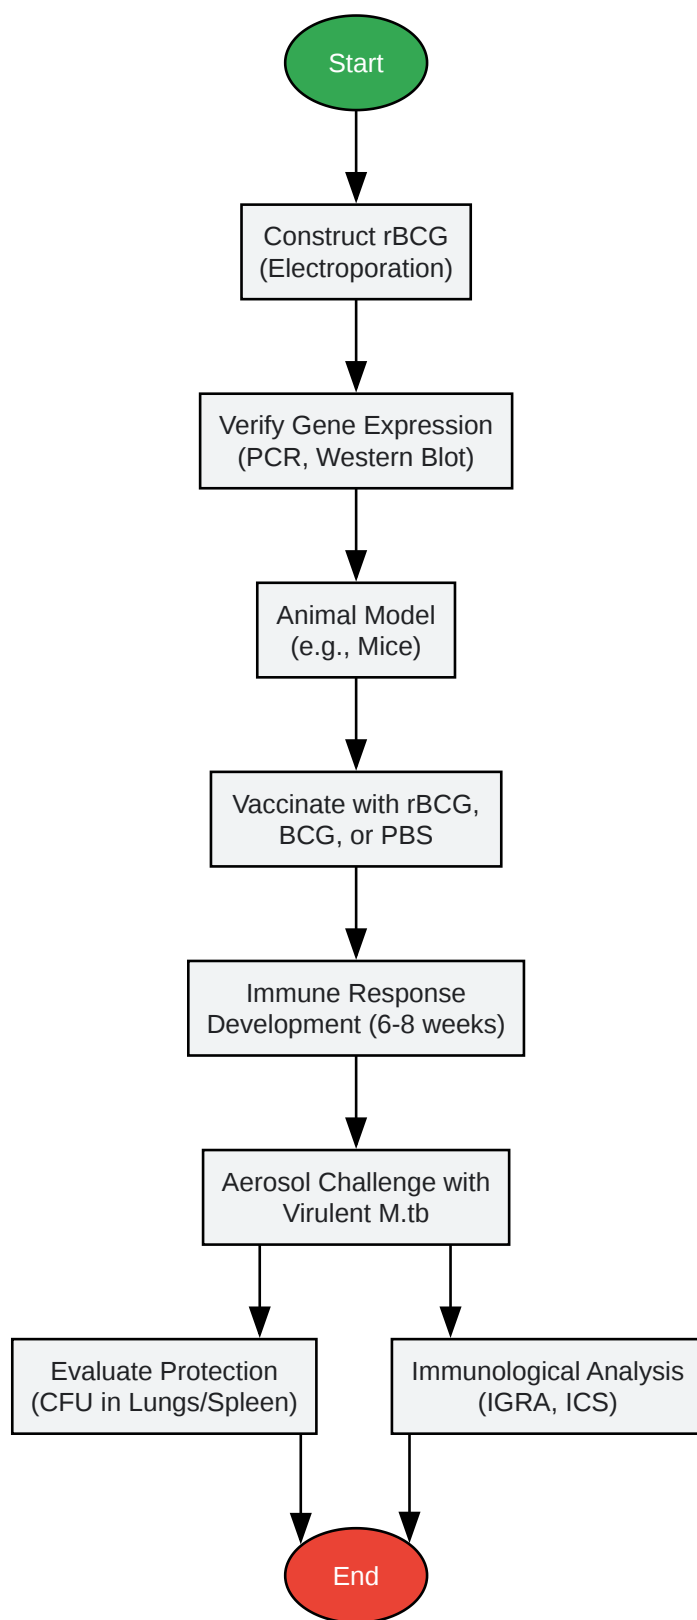 Start
Construct rBCG
(Electroporation)
Verify Gene Expression
(PCR, Western Blot)
Animal Model
(e.g., Mice)
Vaccinate with rBCG,
BCG, or PBS
Immune Response
Development (6-8 weeks)
Aerosol Challenge with
Virulent M.tb
Evaluate Protection
(CFU in Lungs/Spleen)
Immunological Analysis
(IGRA, ICS)
End